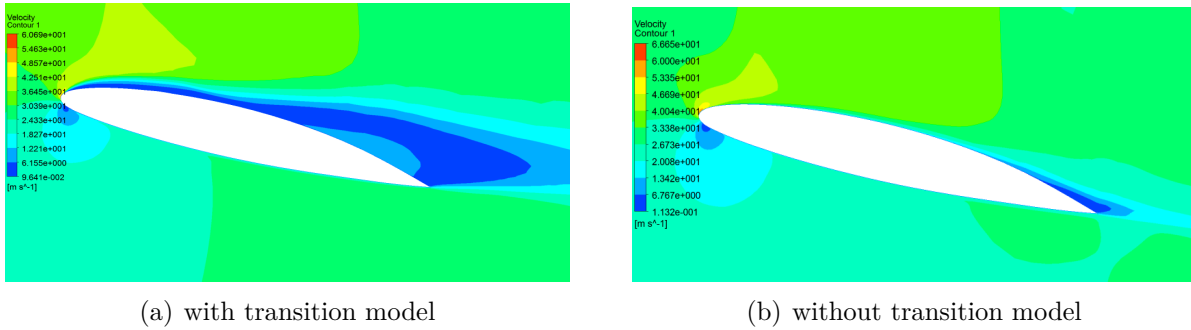 Velocity
Contour 1
6.069e+001
5.463e+001
4.857e+001
4.251e+001
3.645e+001
3.039e+001
2.433e+001
1.827e+001
1.221e+001
6.155e+000
9.641e-002
[m s^-1]
(a) with transition model
Velocity
Contour 1
6.665e+001
6.000e+001
5.335e+001
4.669e+001
4.004e+001
3.338e+001
2.673e+001
2.008e+001
1.342e+001
6.767e+000
1.132e-001
[m s^-1]
(b) without transition model